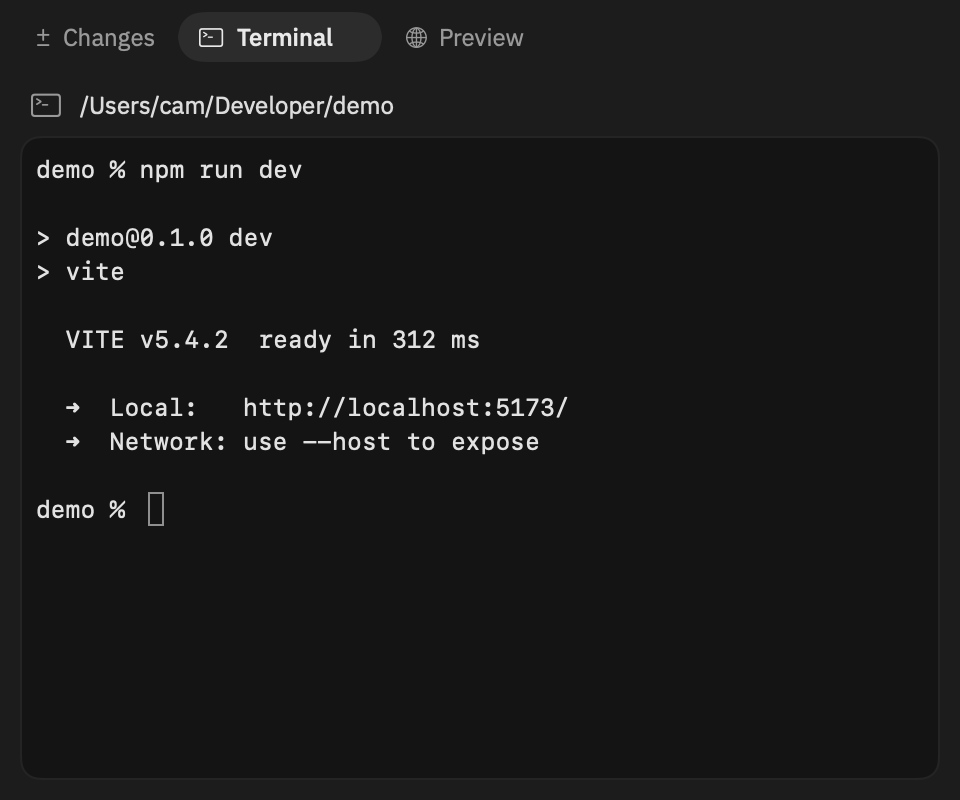 ± Changes Terminal Preview
/Users/cam/Developer/demo
demo % npm run dev
> demo@0.1.0 dev
> vite
VITE v5.4.2  ready in 312 ms
➜  Local:   http://localhost:5173/
➜  Network: use --host to expose
demo %